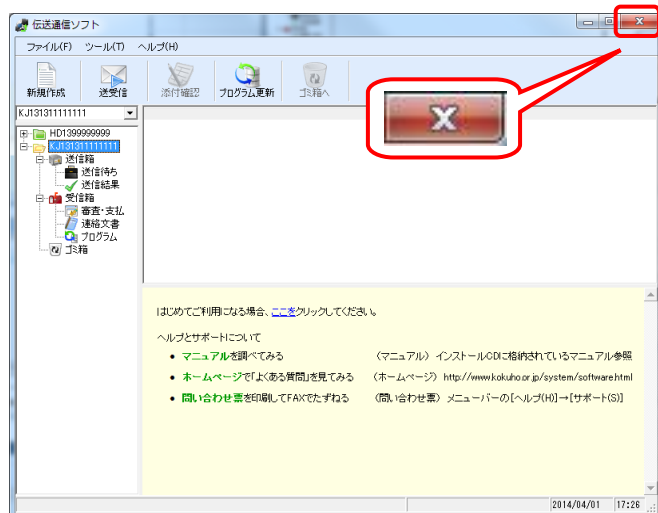 伝送通信ソフト
ファイル(F) ツール(T) ヘルプ(H)
新規作成 送受信 添付確認 プログラム更新 ゴミ箱へ
KJ131311111111
HD1399999999
KJ131311111111
送信箱
送信待ち
送信結果
受信箱
審査・支払
連絡文書
プログラム
ゴミ箱
はじめてご利用になる場合、ここをクリックしてください。
ヘルプとサポートについて
• マニュアルを調べてみる (マニュアル) インストールCDに格納されているマニュアル参照
• ホームページで「よくある質問」を見てみる (ホームページ) http://www.kokuho.or.jp/system/software.html
• 問い合わせ票を印刷してFAXでたずねる (問い合わせ票) メニューバーの[ヘルプ(H)]→[サポート(S)]
2014/04/01 17:26